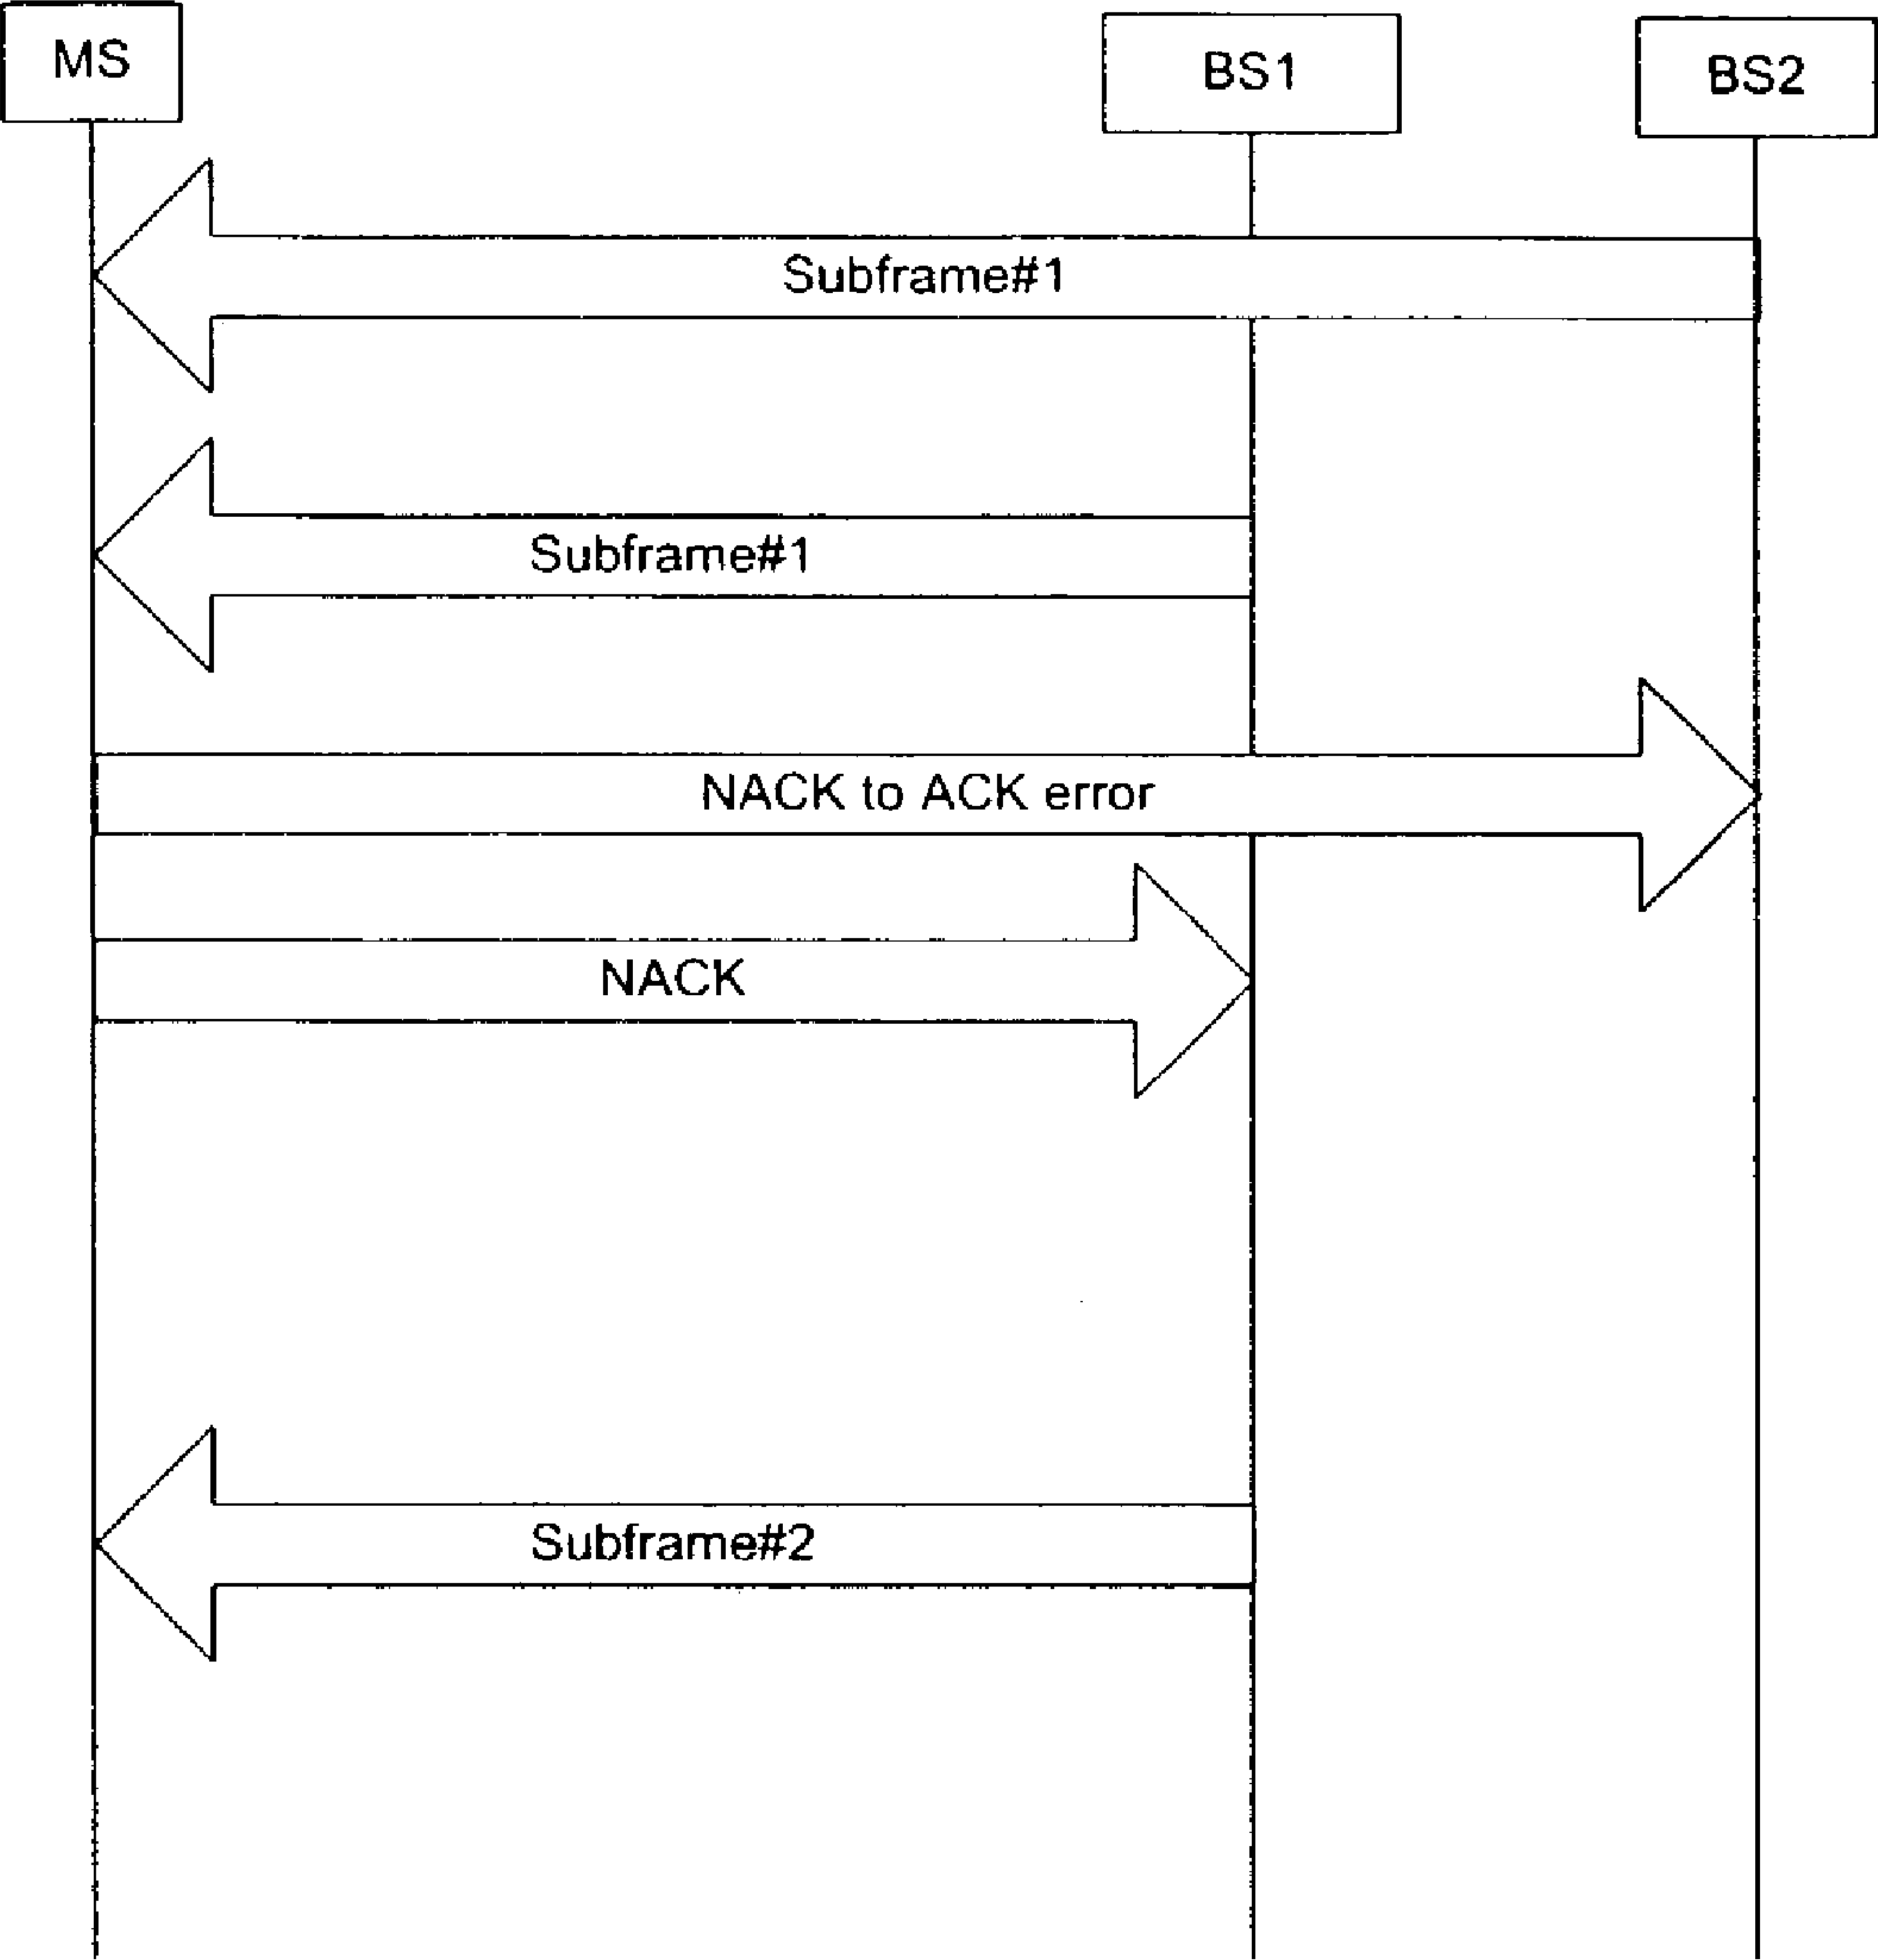 MS
BS1
BS2
Subframe#1
Subframe#1
NACK to ACK error
NACK
Subframe#2